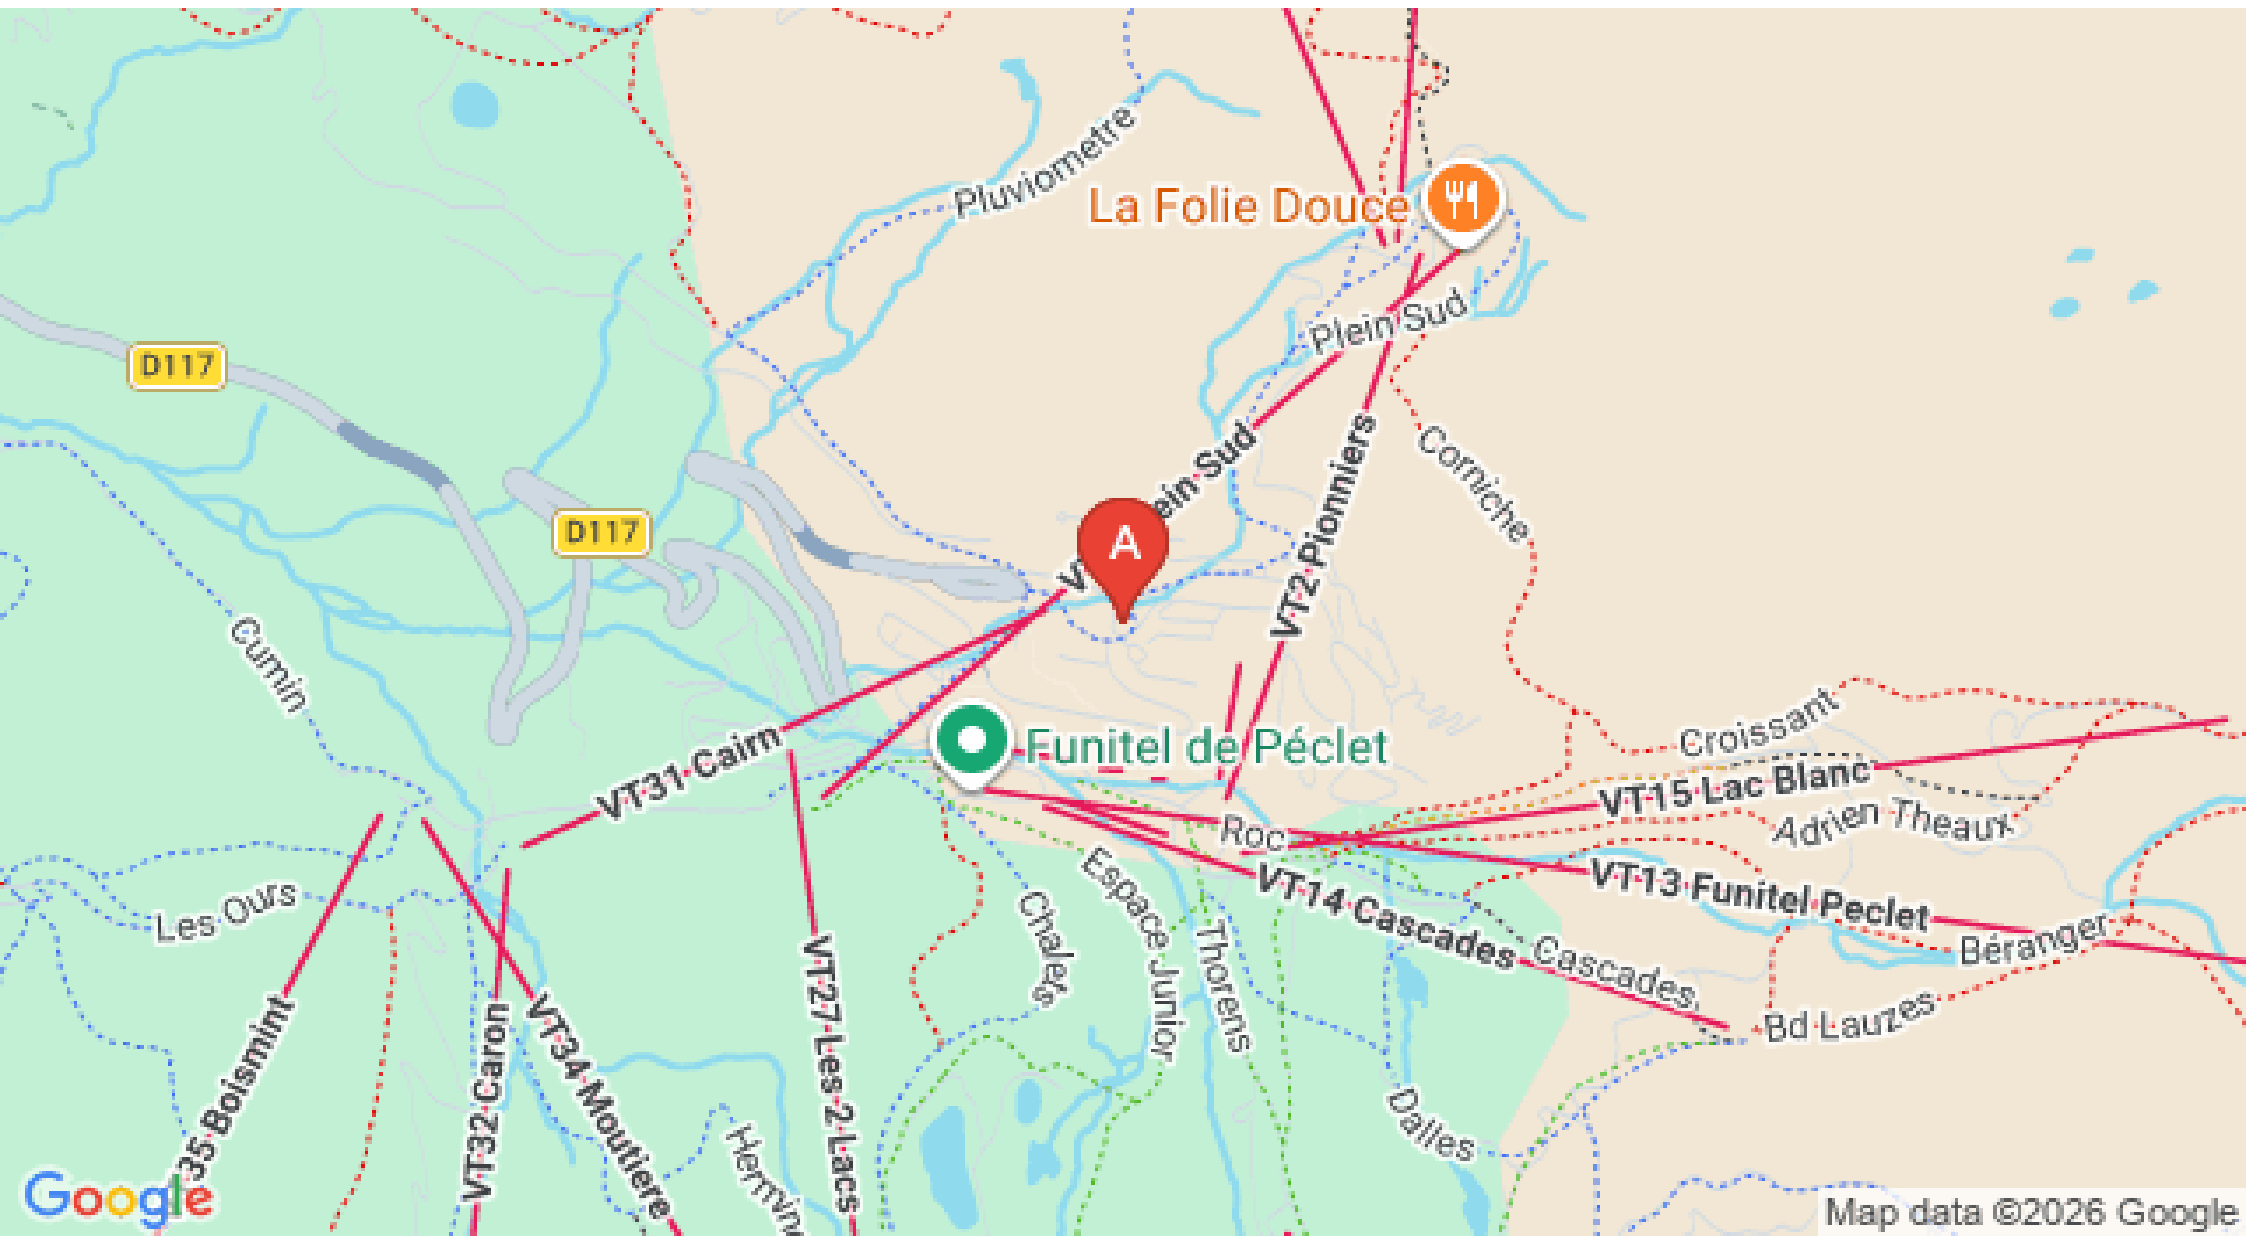 Pluviometre
La Folie Douce
Plein Sud
D117
ein Sud
VT2 Pionniers
Corniche
A
D117
Cumin
Croissant
Funitel de Péclet
VT31 Cairn
VT15 Lac Blanc
Adrien Theaux
Roc
VT13 Funitel Peclet
Les Ours
Espace Junior
VT14 Cascades
Chalets
Thorens
Cascades
Béranger
Bd Lauzes
35 Boismint
VT32 Caron
VT34 Moutiere
VT27 Les 2 Lacs
Dalles
Hermin
Google
Map data ©2026 Google